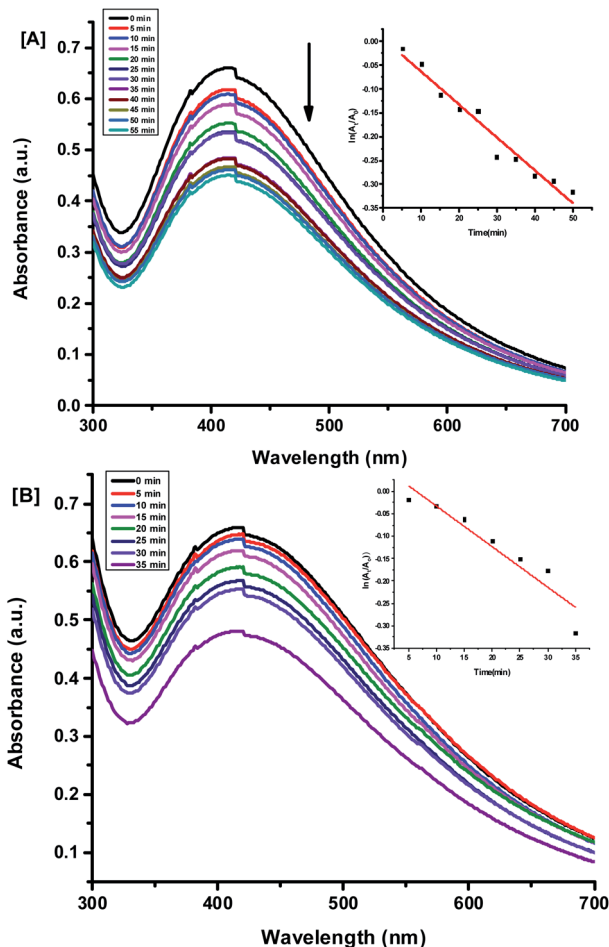 [A]
0 min
5 min
10 min
15 min
20 min
25 min
30 min
35 min
40 min
45 min
50 min
55 min
0.7
0.6
0.5
0.4
0.3
0.2
0.1
0.0
Absorbance (a.u.)
300 400 500 600 700
Wavelength (nm)
0.00
-0.05
-0.10
-0.15
-0.20
-0.25
-0.30
-0.35
ln(At/A0)
0 10 20 30 40 50
Time(min)
[B]
0 min
5 min
10 min
15 min
20 min
25 min
30 min
35 min
0.7
0.6
0.5
0.4
0.3
0.2
0.1
Absorbance (a.u.)
300 400 500 600 700
Wavelength (nm)
0.00
-0.05
-0.10
-0.15
-0.20
-0.25
-0.30
-0.35
ln (At/A0))
5 10 15 20 25 30 35
Time(min)